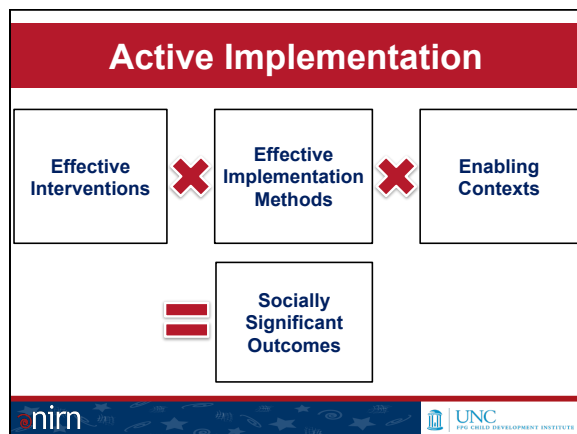 Active Implementation
Effective
Interventions
Effective
Implementation
Methods
Enabling
Contexts
Socially
Significant
Outcomes
nirn
UNC
FPG CHILD DEVELOPMENT INSTITUTE